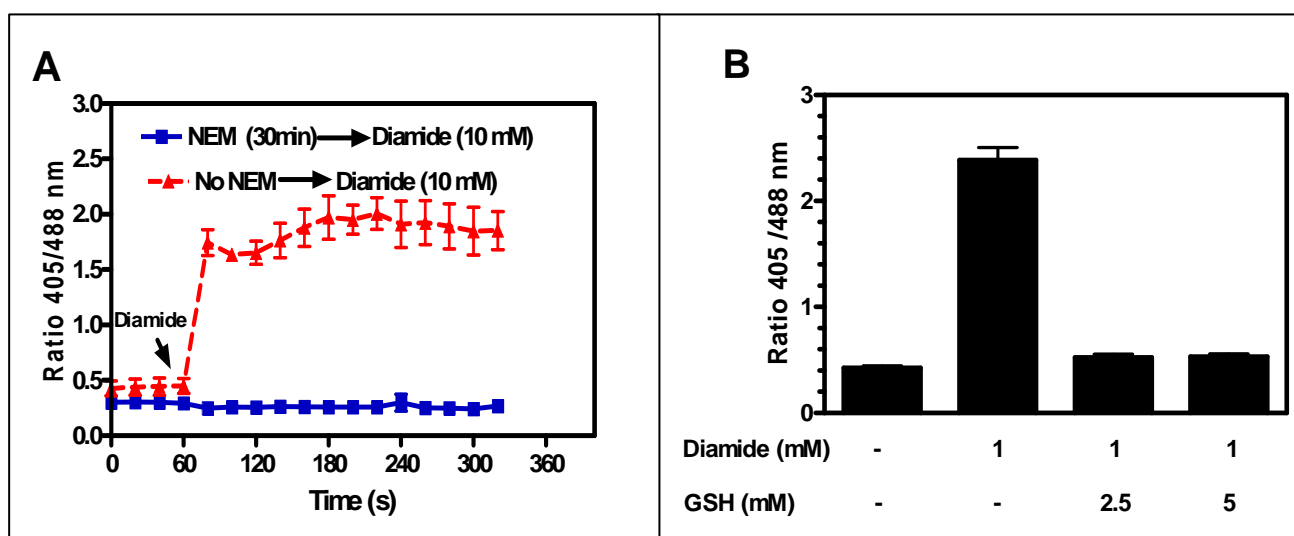 A
3.0
2.5
2.0
1.5
1.0
0.5
0.0
Ratio 405/488 nm
NEM (30min) Diamide (10 mM)
No NEM Diamide (10 mM)
Diamide
0 60 120 180 240 300 360
Time (s)
B
3
2
1
0
Ratio 405 /488 nm
Diamide (mM) - 1 1 1
GSH (mM) - - 2.5 5